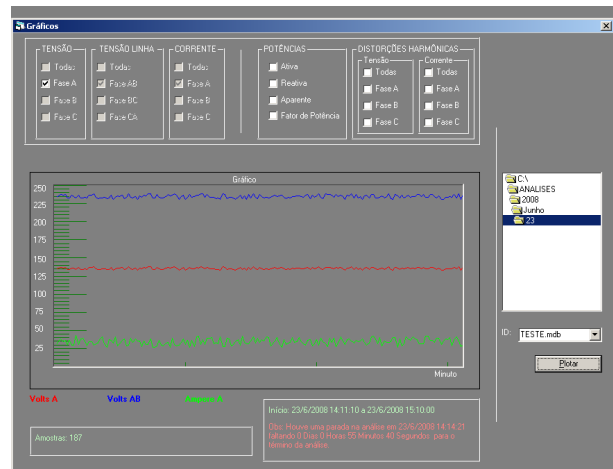 Gráficos
TENSÃO
Todas
Fase A
Fase B
Fase C
TENSÃO LINHA
Todas
Fase AB
Fase BC
Fase CA
CORRENTE
Todas
Fase A
Fase B
Fase C
POTÊNCIAS
Ativa
Reativa
Aparente
Fator de Potência
DISTORÇÕES HARMÔNICAS
Tensão
Todas
Fase A
Fase B
Fase C
Corrente
Todas
Fase A
Fase B
Fase C
Gráfico
250
225
200
175
150
125
100
75
50
25
Minuto
Volts A
Volts AB
Ampere A
Amostras: 187
Início: 23/6/2008 14:11:10 a 23/6/2008 15:10:00
Obs: Houve uma parada na análise em 23/6/2008 14:14:21
faltando 0 Dias 0 Horas 55 Minutos 40 Segundos para o
término da análise.
C:\
ANALISES
2008
Junho
23
ID:
TESTE.mdb
Plotar